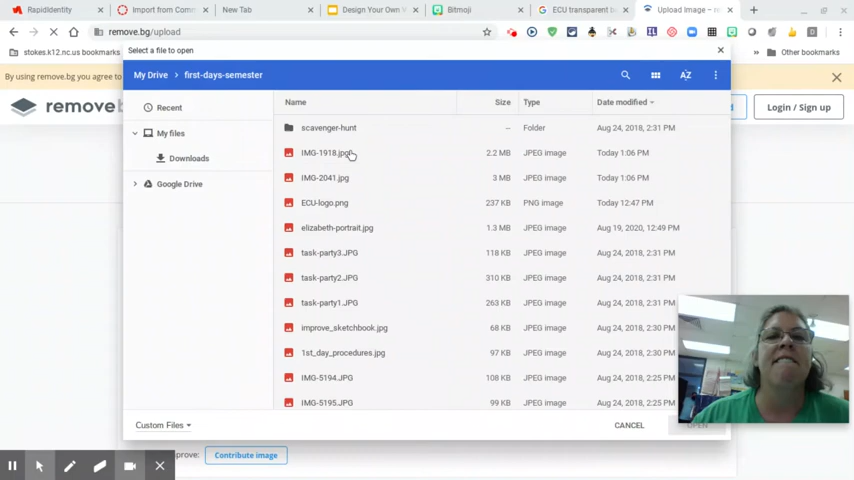 RapidIdentity
Import from Comm
New Tab
Design Your Own
Bitmoji
ECU transparent b
Upload Image – r
remove.bg/upload
stokes.k12.nc.us bookmarks
Other bookmarks
Select a file to open
By using remove.bg you agree to
My Drive
first-days-semester
AZ
remove
Login / Sign up
Recent
My files
Downloads
Google Drive
Name Size Type Date modified
scavenger-hunt -- Folder Aug 24, 2018, 2:31 PM
IMG-1918.jpg 2.2 MB JPEG image Today 1:06 PM
IMG-2041.jpg 3 MB JPEG image Today 1:06 PM
ECU-logo.png 237 KB PNG image Today 12:47 PM
elizabeth-portrait.jpg 1.3 MB JPEG image Aug 19, 2020, 12:49 PM
task-party3.JPG 118 KB JPEG image Aug 24, 2018, 2:31 PM
task-party2.JPG 310 KB JPEG image Aug 24, 2018, 2:31 PM
task-party1.JPG 263 KB JPEG image Aug 24, 2018, 2:31 PM
improve_sketchbook.jpg 68 KB JPEG image Aug 24, 2018, 2:30 PM
1st_day_procedures.jpg 97 KB JPEG image Aug 24, 2018, 2:30 PM
IMG-5194.JPG 108 KB JPEG image Aug 24, 2018, 2:25 PM
IMG-5195.JPG 99 KB JPEG image Aug 24, 2018, 2:25 PM
Custom Files
CANCEL
OPEN
prove:
Contribute image